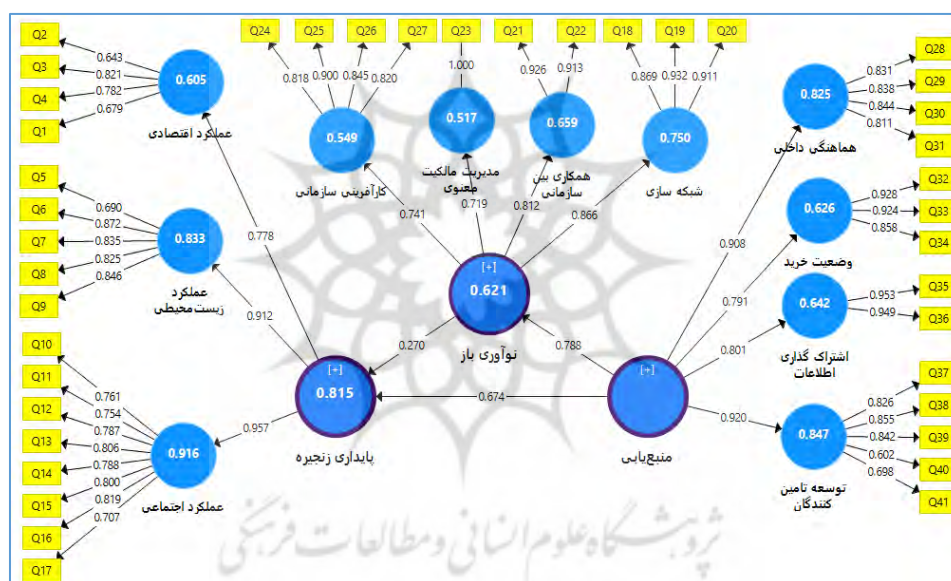 Q2
Q3
Q4
Q1
0.643
0.821
0.782
0.679
0.605
عملکرد اقتصادی
Q24
Q25
Q26
Q27
0.818
0.900
0.845
0.820
0.549
کارآفرینی سازمانی
Q23
1.000
0.517
مدیریت مالکیت
معنوی
Q21
Q22
0.926
0.913
0.659
همکاری بین
سازمانی
Q18
Q19
Q20
0.869
0.932
0.911
0.750
شبکه سازی
Q28
Q29
Q30
Q31
0.831
0.838
0.844
0.811
0.825
هماهنگی داخلی
Q5
Q6
Q7
Q8
Q9
0.690
0.872
0.835
0.825
0.846
0.833
عملکرد
زیست‌محیطی
0.778
0.912
0.741
0.719
0.812
0.866
[+]
0.621
نوآوری باز
0.908
0.791
0.801
0.920
Q32
Q33
Q34
0.928
0.924
0.858
0.626
وضعیت خرید
Q35
Q36
0.953
0.949
0.642
اشتراک گذاری
اطلاعات
0.270
0.788
0.674
[+]
0.815
پایداری زنجیره
[+]
منبع‌یابی
Q10
Q11
Q12
Q13
Q14
Q15
Q16
Q17
0.761
0.754
0.787
0.806
0.788
0.800
0.819
0.707
0.957
0.916
عملکرد اجتماعی
Q37
Q38
Q39
Q40
Q41
0.826
0.855
0.842
0.602
0.698
0.847
توسعه تامین
کنندگان
پژوهشگاه علوم انسانی و مطالعات فرهنگی